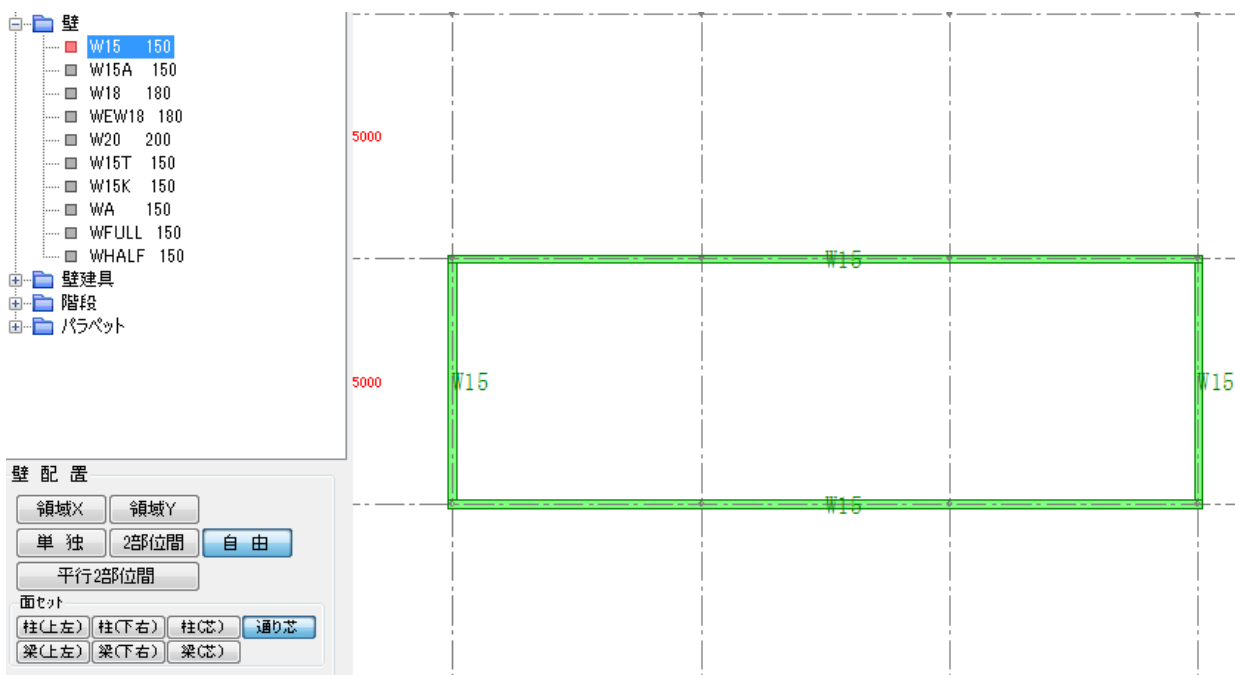 壁
W15 150
W15A 150
W18 180
WEW18 180
W20 200
W15T 150
W15K 150
WA 150
WFULL 150
WHALF 150
壁建具
階段
パラペット
壁 配 置
領域X 領域Y
単 独 2部位間 自 由
平行2部位間
面セット
柱(上左) 柱(下右) 柱(芯) 通り芯
梁(上左) 梁(下右) 梁(芯)
5000
W15
5000
W15
W15
W15